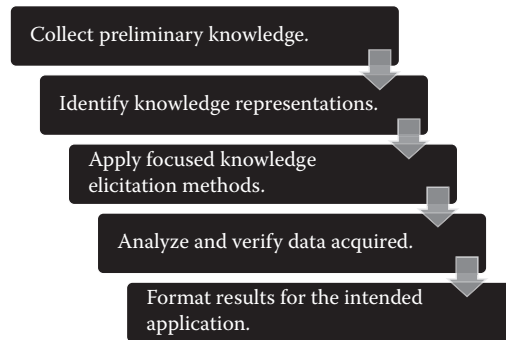 Collect preliminary knowledge.
Identify knowledge representations.
Apply focused knowledge
elicitation methods.
Analyze and verify data acquired.
Format results for the intended
application.